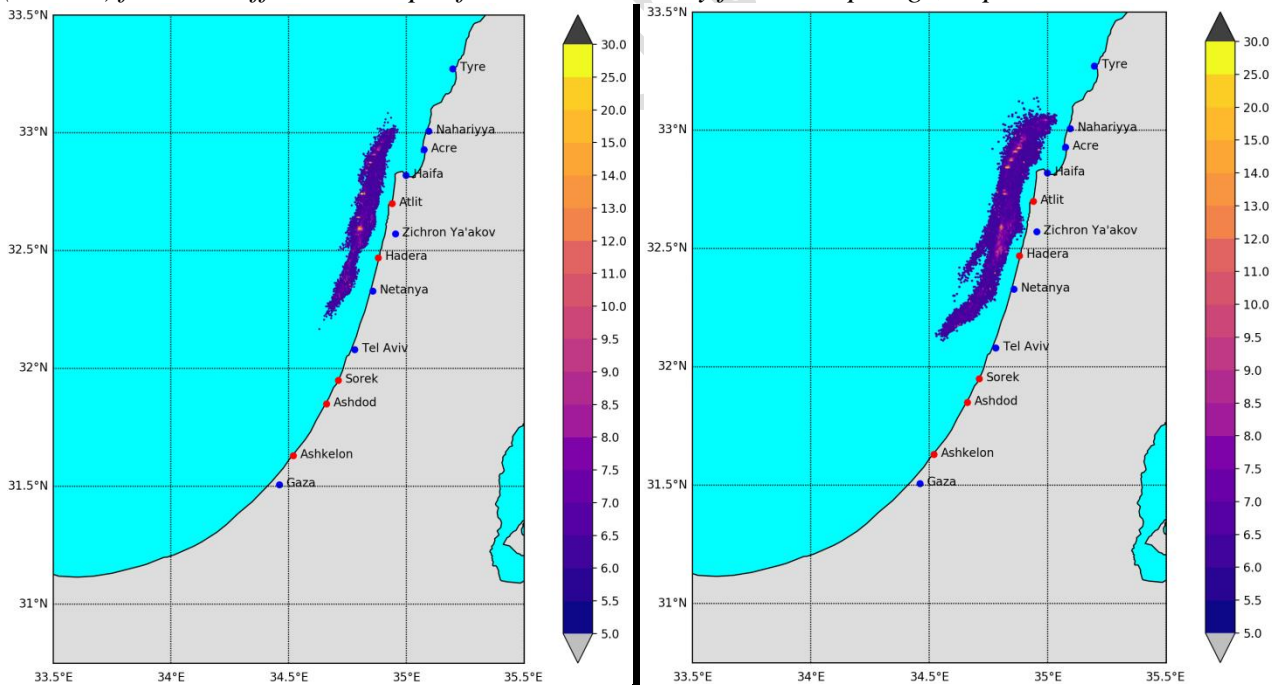 33.5°N
33°N
32.5°N
32°N
31.5°N
31°N
33.5°E
34°E
34.5°E
35°E
35.5°E
Tyre
Nahariyya
Acre
Haifa
Atlit
Zichron Ya'akov
Hadera
Netanya
Tel Aviv
Sorek
Ashdod
Ashkelon
Gaza
30.0
25.0
20.0
15.0
14.0
13.0
12.0
11.0
10.0
9.5
9.0
8.5
8.0
7.5
7.0
6.5
6.0
5.5
5.0
33.5°N
33°N
32.5°N
32°N
31.5°N
31°N
33.5°E
34°E
34.5°E
35°E
35.5°E
Tyre
Nahariyya
Acre
Haifa
Atlit
Zichron Ya'akov
Hadera
Netanya
Tel Aviv
Sorek
Ashdod
Ashkelon
Gaza
30.0
25.0
20.0
15.0
14.0
13.0
12.0
11.0
10.0
9.5
9.0
8.5
8.0
7.5
7.0
6.5
6.0
5.5
5.0